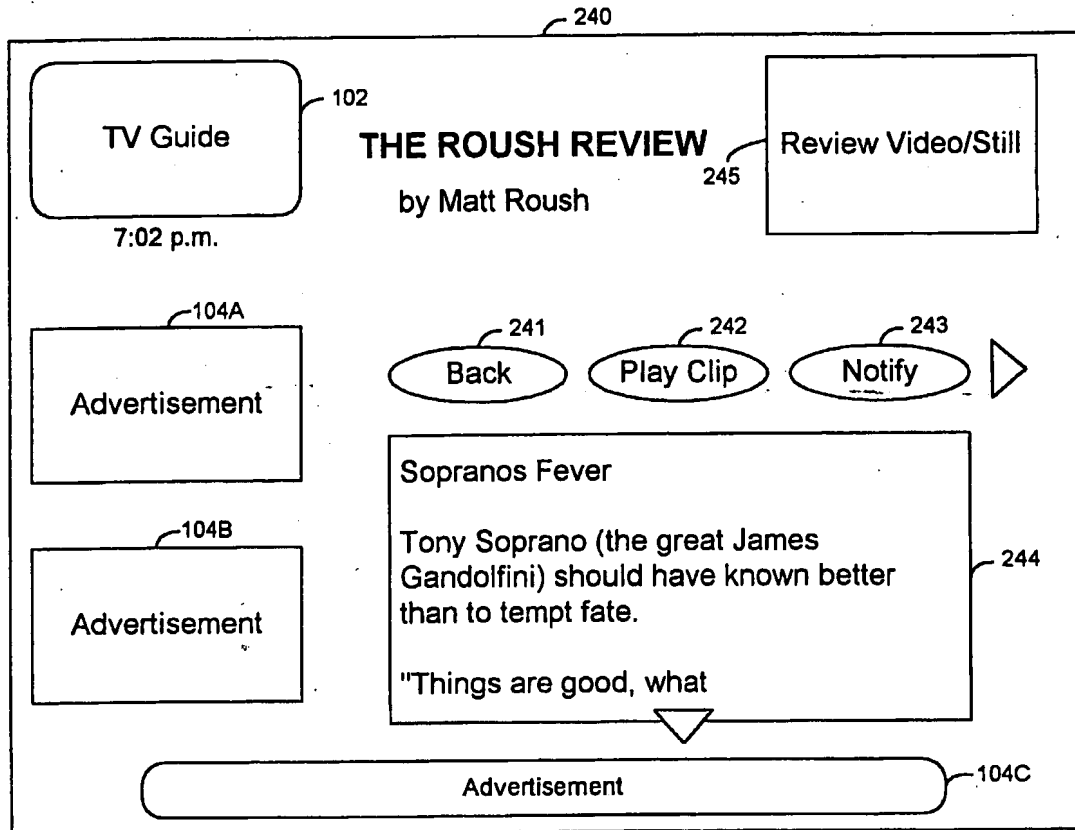 240
TV Guide
102
THE ROUSH REVIEW
by Matt Roush
Review Video/Still
245
7:02 p.m.
104A
Advertisement
241
Back
242
Play Clip
243
Notify
Sopranos Fever
Tony Soprano (the great James
Gandolfini) should have known better
than to tempt fate.
"Things are good, what
244
104B
Advertisement
Advertisement
104C